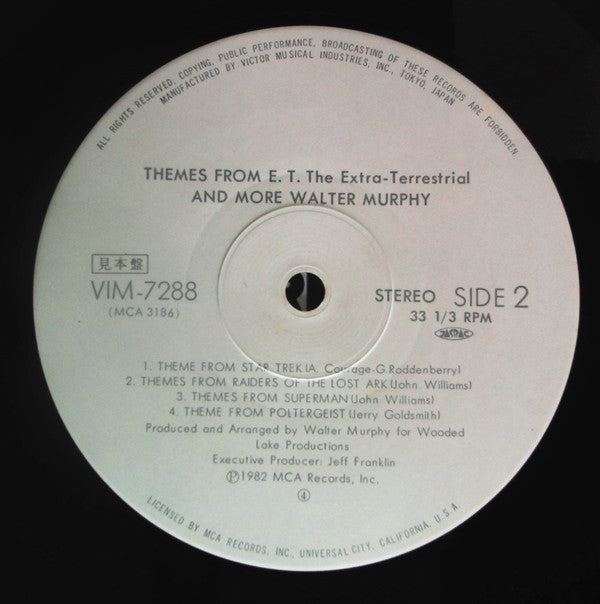 ALL RIGHTS RESERVED, COPYING, PUBLIC PERFORMANCE, BROADCASTING OF THESE RECORDS ARE FORBIDDEN
MANUFACTURED BY VICTOR MUSICAL INDUSTRIES, INC., TOKYO, JAPAN
THEMES FROM E. T. The Extra-Terrestrial
AND MORE WALTER MURPHY
見本盤
VIM-7288
(MCA 3186)
STEREO SIDE 2
33 1/3 RPM
JASRAC
1. THEME FROM STAR TREK(A. Courage-G.Roddenberry)
2. THEMES FROM RAIDERS OF THE LOST ARK(John Williams)
3. THEMES FROM SUPERMAN(John Williams)
4. THEME FROM POLTERGEIST(Jerry Goldsmith)
Produced and Arranged by Walter Murphy for Wooded
Lake Productions
Executive Producer: Jeff Franklin
Ⓟ1982 MCA Records, Inc.
④
LICENSED BY MCA RECORDS, INC., UNIVERSAL CITY, CALIFORNIA, U.S.A.